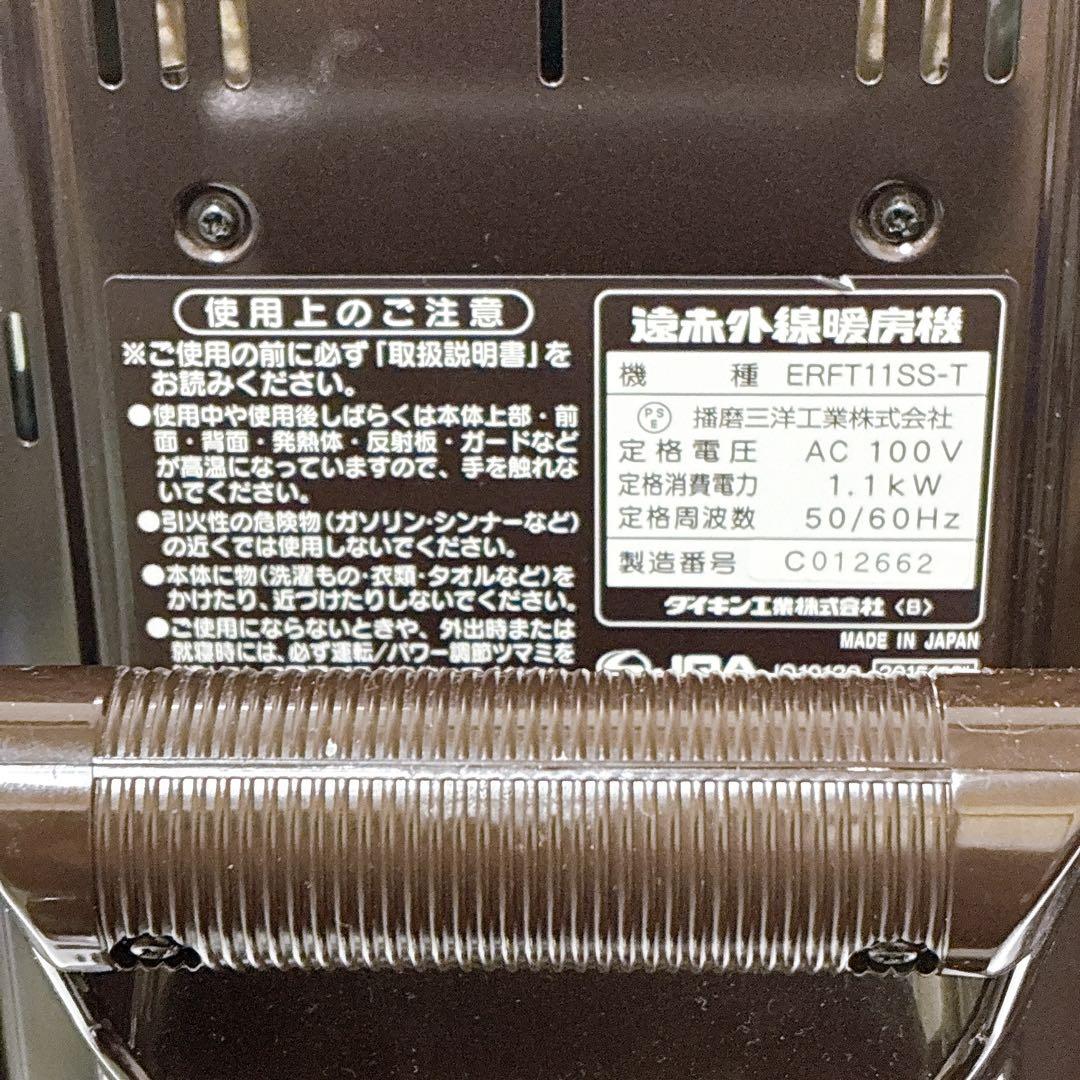 使用上のご注意
※ご使用の前に必ず「取扱説明書」を
お読みください。
●使用中や使用後しばらくは本体上部・前
面・背面・発熱体・反射板・ガードなど
が高温になっていますので、手を触れな
いでください。
●引火性の危険物(ガソリン・シンナーなど)
の近くでは使用しないでください。
●本体に物(洗濯もの・衣類・タオルなど)を
かけたり、近づけたりしないでください。
●ご使用にならないときや、外出時または
就寝時には、必ず運転/パワー調節ツマミを
遠赤外線暖房機
機種 ERFT11SS-T
PSE 播磨三洋工業株式会社
定格電圧 AC 100V
定格消費電力 1.1kW
定格周波数 50/60Hz
製造番号 C012662
ダイキン工業株式会社〈B〉
MADE IN JAPAN